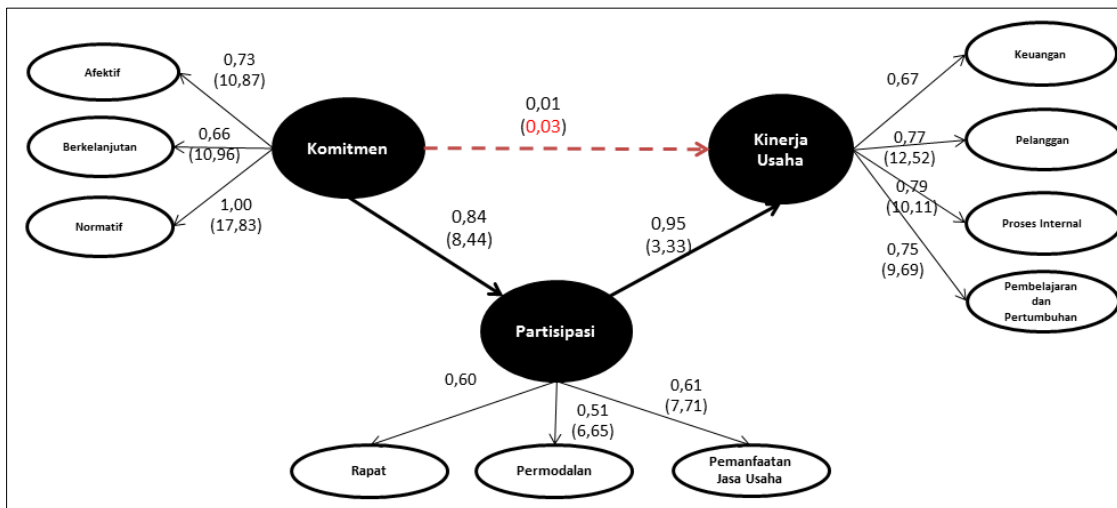 Afektif
0,73
(10,87)
Berkelanjutan
0,66
(10,96)
Normatif
1,00
(17,83)
Komitmen
0,01
(0,03)
Kinerja
Usaha
0,67
Keuangan
0,77
(12,52)
Pelanggan
0,79
(10,11)
Proses Internal
0,75
(9,69)
Pembelajaran
dan
Pertumbuhan
0,84
(8,44)
0,95
(3,33)
Partisipasi
0,60
0,51
(6,65)
0,61
(7,71)
Rapat
Permodalan
Pemanfaatan
Jasa Usaha